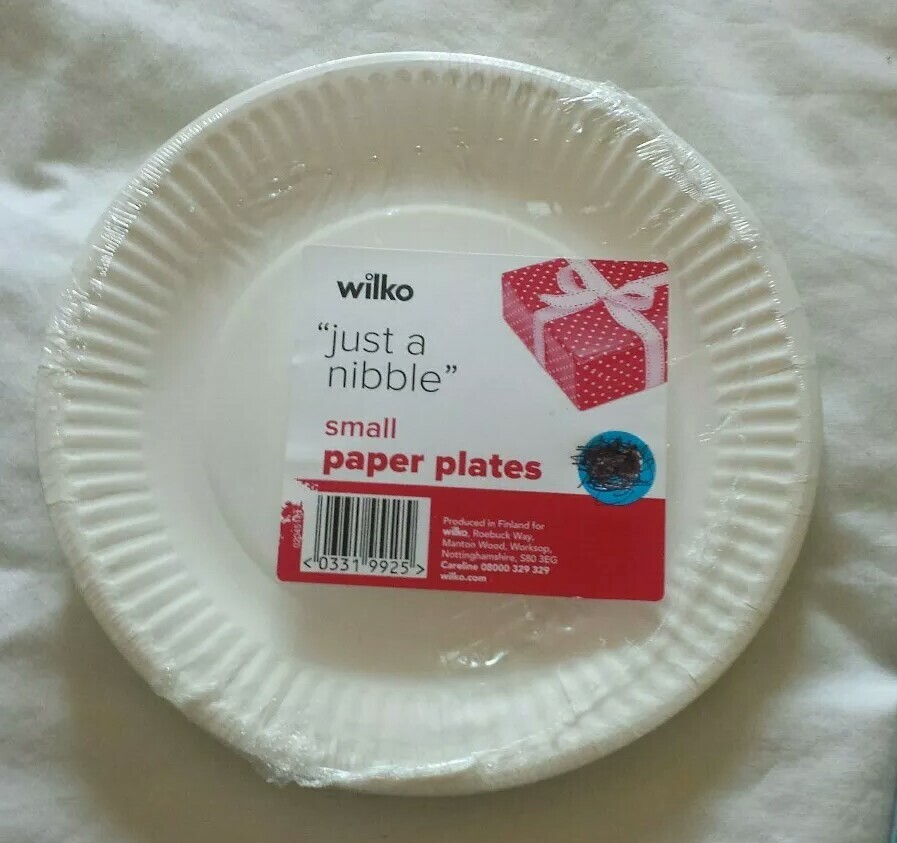 wilko
“just a
nibble”
small
paper plates
Produced in Finland for
wilko, Roebuck Way,
Manton Wood, Worksop,
Nottinghamshire, S80 3EG
Careline 08000 329 329
wilko.com
<0331 9925>